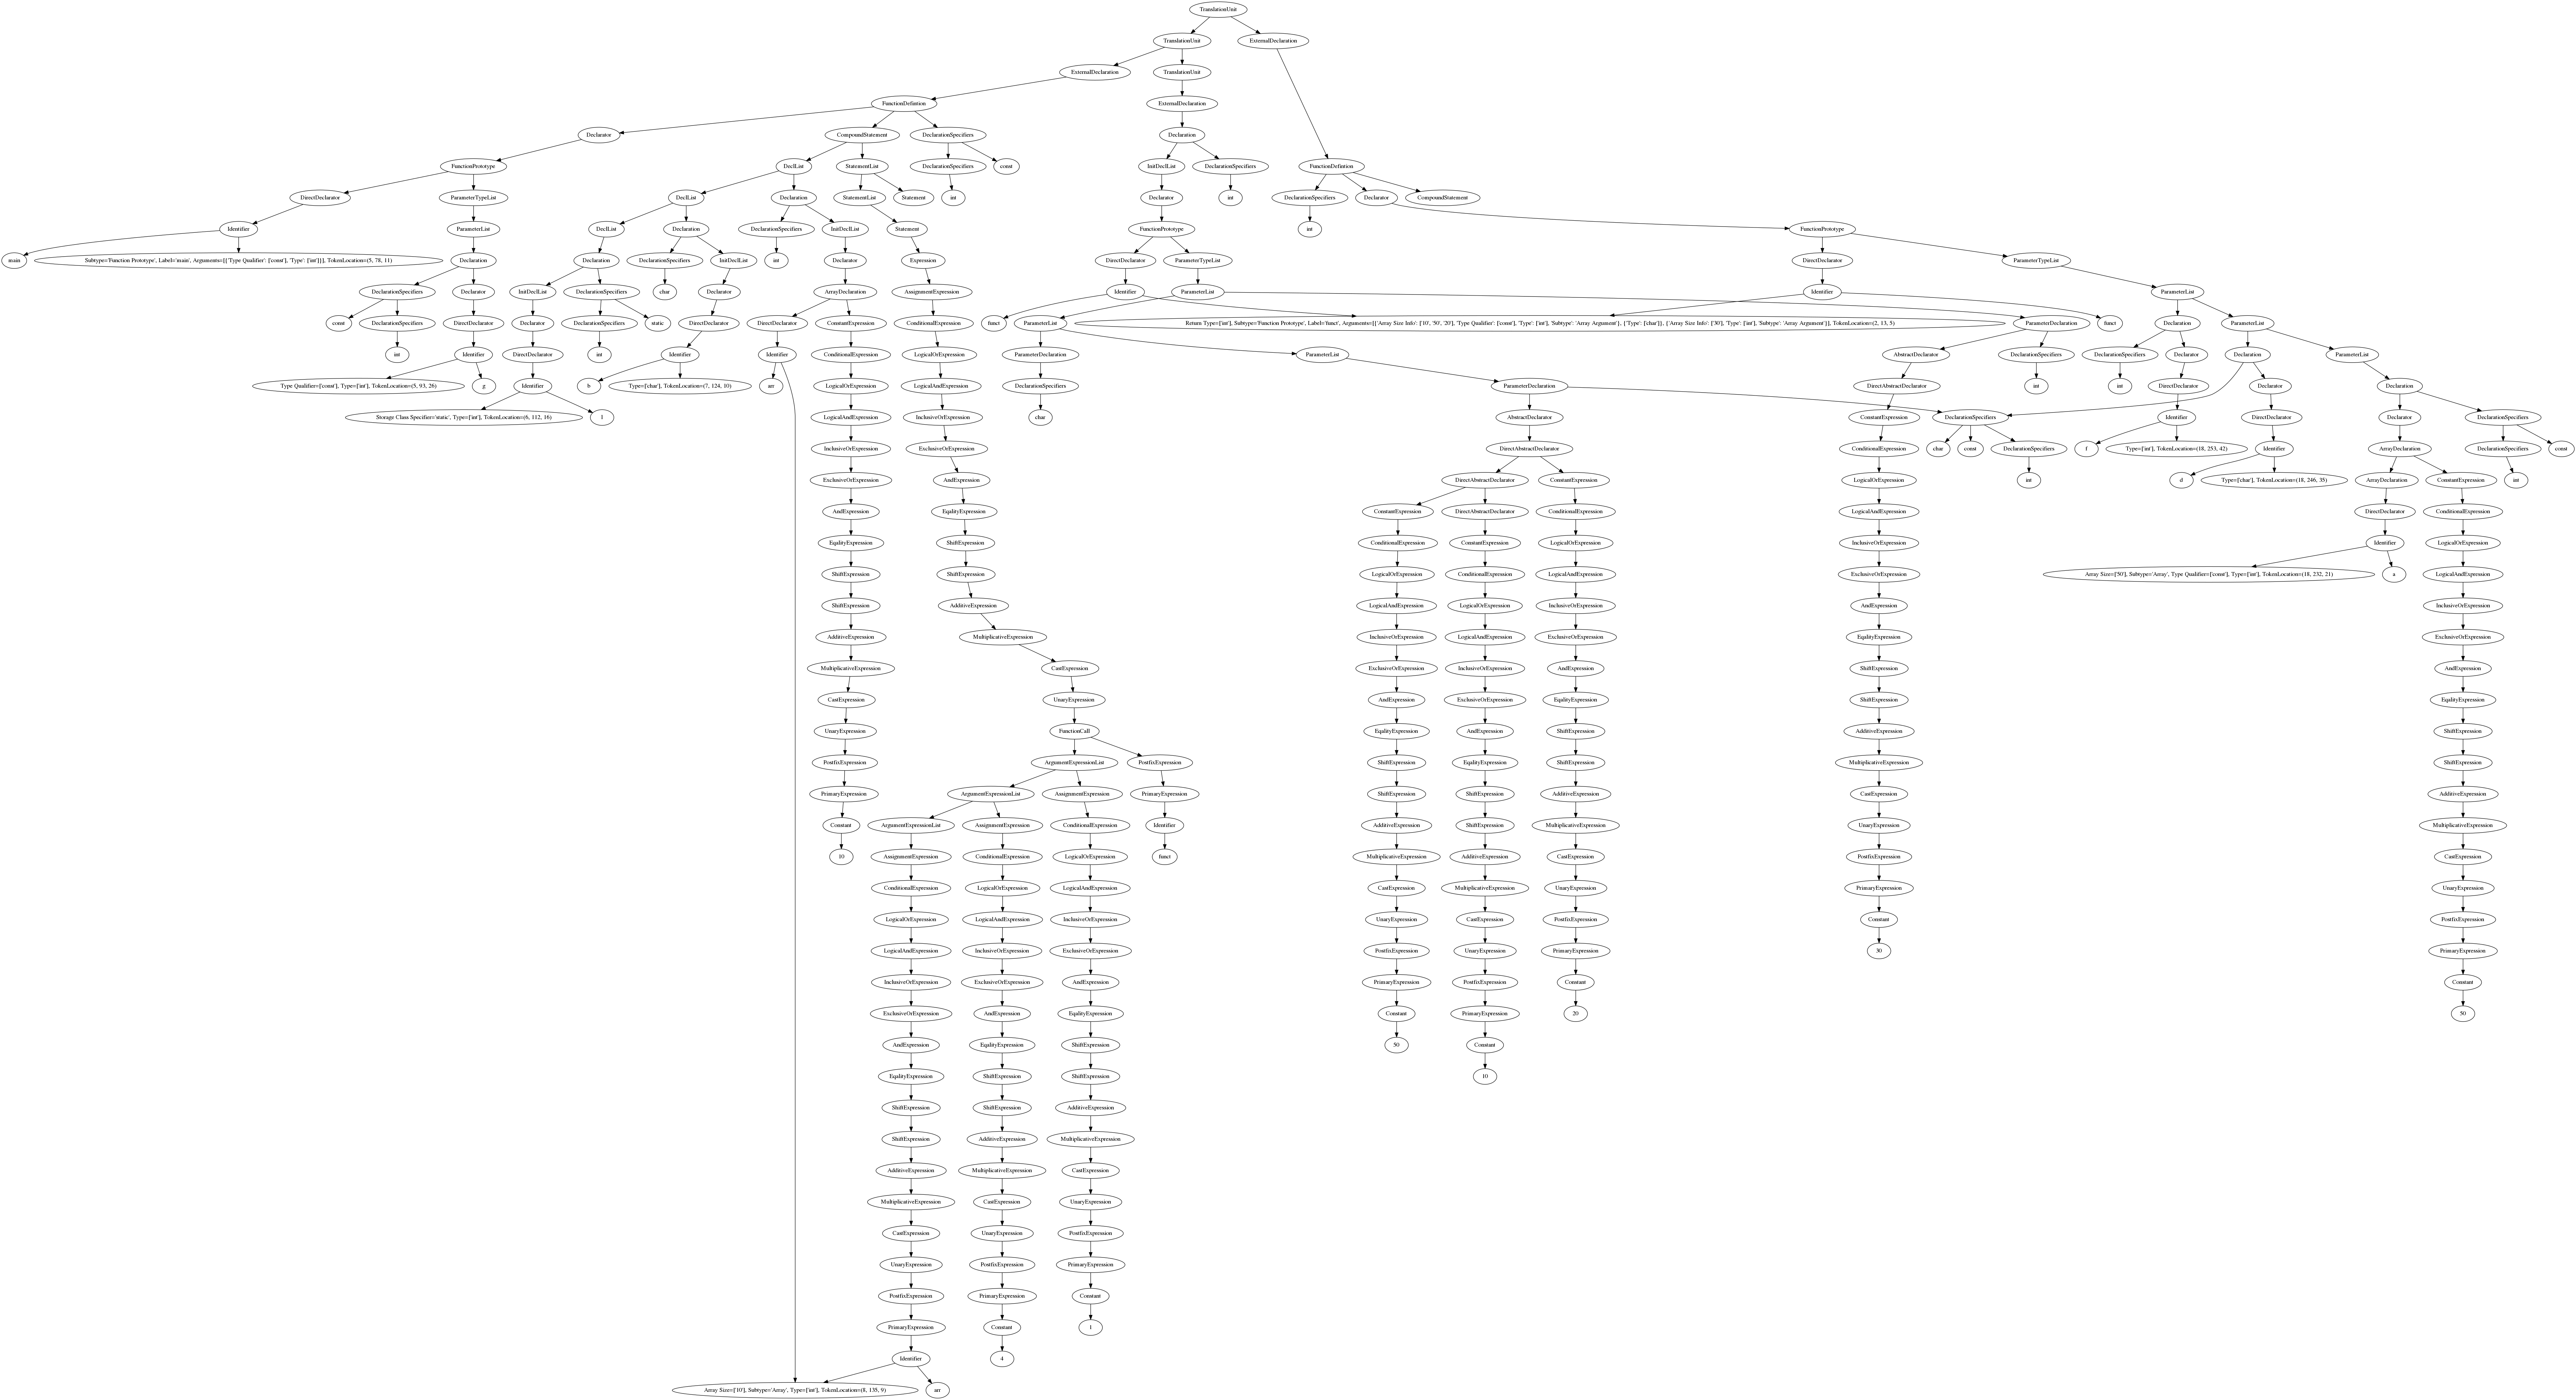 TranslationUnit
TranslationUnit
ExternalDeclaration
ExternalDeclaration
TranslationUnit
FunctionDefintion
ExternalDeclaration
Declarator
CompoundStatement
DeclarationSpecifiers
Declaration
FunctionPrototype
DeclList
StatementList
DeclarationSpecifiers
const
InitDeclList
DeclarationSpecifiers
FunctionDefintion
DirectDeclarator
ParameterTypeList
DeclList
Declaration
StatementList
Statement
int
Declarator
int
DeclarationSpecifiers
Declarator
CompoundStatement
Identifier
ParameterList
DeclList
Declaration
DeclarationSpecifiers
InitDeclList
Statement
FunctionPrototype
int
FunctionPrototype
main
Subtype='Function Prototype', Label='main', Arguments=[{'Type Qualifier': ['const'], 'Type': ['int']}], TokenLocation=(5, 78, 11)
Declaration
Declaration
DeclarationSpecifiers
InitDeclList
int
Declarator
Expression
DirectDeclarator
ParameterTypeList
DirectDeclarator
ParameterTypeList
DeclarationSpecifiers
Declarator
InitDeclList
DeclarationSpecifiers
char
Declarator
ArrayDeclaration
AssignmentExpression
Identifier
ParameterList
Identifier
ParameterList
const
DeclarationSpecifiers
DirectDeclarator
Declarator
DeclarationSpecifiers
static
DirectDeclarator
DirectDeclarator
ConstantExpression
ConditionalExpression
funct
ParameterList
Return Type=['int'], Subtype='Function Prototype', Label='funct', Arguments=[{'Array Size Info': ['10', '50', '20'], 'Type Qualifier': ['const'], 'Type': ['int'], 'Subtype': 'Array Argument'}, {'Type': ['char']}, {'Array Size Info': ['30'], 'Type': ['int'], 'Subtype': 'Array Argument'}], TokenLocation=(2, 13, 5)
ParameterDeclaration
funct
Declaration
ParameterList
int
Identifier
DirectDeclarator
int
Identifier
Identifier
ConditionalExpression
LogicalOrExpression
ParameterDeclaration
ParameterList
AbstractDeclarator
DeclarationSpecifiers
DeclarationSpecifiers
Declarator
Declaration
ParameterList
Type Qualifier=['const'], Type=['int'], TokenLocation=(5, 93, 26)
g
Identifier
b
Type=['char'], TokenLocation=(7, 124, 10)
arr
LogicalOrExpression
LogicalAndExpression
DeclarationSpecifiers
ParameterDeclaration
DirectAbstractDeclarator
int
int
DirectDeclarator
Declarator
Declaration
Storage Class Specifier='static', Type=['int'], TokenLocation=(6, 112, 16)
LogicalAndExpression
InclusiveOrExpression
char
AbstractDeclarator
ConstantExpression
DeclarationSpecifiers
Identifier
DirectDeclarator
Declarator
DeclarationSpecifiers
InclusiveOrExpression
ExclusiveOrExpression
DirectAbstractDeclarator
ConditionalExpression
char
const
DeclarationSpecifiers
f
Type=['int'], TokenLocation=(18, 253, 42)
Identifier
ArrayDeclaration
DeclarationSpecifiers
const
ExclusiveOrExpression
AndExpression
DirectAbstractDeclarator
ConstantExpression
LogicalOrExpression
int
d
Type=['char'], TokenLocation=(18, 246, 35)
ArrayDeclaration
ConstantExpression
int
AndExpression
EqalityExpression
ConstantExpression
DirectAbstractDeclarator
ConditionalExpression
LogicalAndExpression
DirectDeclarator
ConditionalExpression
EqalityExpression
ShiftExpression
ConditionalExpression
ConstantExpression
LogicalOrExpression
InclusiveOrExpression
Identifier
LogicalOrExpression
ShiftExpression
ShiftExpression
LogicalOrExpression
ConditionalExpression
LogicalAndExpression
ExclusiveOrExpression
Array Size=['50'], Subtype='Array', Type Qualifier=['const'], Type=['int'], TokenLocation=(18, 232, 21)
a
LogicalAndExpression
ShiftExpression
AdditiveExpression
LogicalAndExpression
LogicalOrExpression
InclusiveOrExpression
AndExpression
InclusiveOrExpression
AdditiveExpression
MultiplicativeExpression
InclusiveOrExpression
LogicalAndExpression
ExclusiveOrExpression
EqalityExpression
ExclusiveOrExpression
MultiplicativeExpression
CastExpression
ExclusiveOrExpression
InclusiveOrExpression
AndExpression
ShiftExpression
AndExpression
CastExpression
UnaryExpression
AndExpression
ExclusiveOrExpression
EqalityExpression
ShiftExpression
EqalityExpression
UnaryExpression
FunctionCall
EqalityExpression
AndExpression
ShiftExpression
AdditiveExpression
ShiftExpression
PostfixExpression
ArgumentExpressionList
PostfixExpression
ShiftExpression
EqalityExpression
ShiftExpression
MultiplicativeExpression
ShiftExpression
PrimaryExpression
ArgumentExpressionList
AssignmentExpression
PrimaryExpression
ShiftExpression
ShiftExpression
AdditiveExpression
CastExpression
AdditiveExpression
Constant
ArgumentExpressionList
AssignmentExpression
ConditionalExpression
Identifier
AdditiveExpression
ShiftExpression
MultiplicativeExpression
UnaryExpression
MultiplicativeExpression
10
AssignmentExpression
ConditionalExpression
LogicalOrExpression
funct
MultiplicativeExpression
AdditiveExpression
CastExpression
PostfixExpression
CastExpression
ConditionalExpression
LogicalOrExpression
LogicalAndExpression
CastExpression
MultiplicativeExpression
UnaryExpression
PrimaryExpression
UnaryExpression
LogicalOrExpression
LogicalAndExpression
InclusiveOrExpression
UnaryExpression
CastExpression
PostfixExpression
Constant
PostfixExpression
LogicalAndExpression
InclusiveOrExpression
ExclusiveOrExpression
PostfixExpression
UnaryExpression
PrimaryExpression
30
PrimaryExpression
InclusiveOrExpression
ExclusiveOrExpression
AndExpression
PrimaryExpression
PostfixExpression
Constant
Constant
ExclusiveOrExpression
AndExpression
EqalityExpression
Constant
PrimaryExpression
20
50
AndExpression
EqalityExpression
ShiftExpression
50
Constant
EqalityExpression
ShiftExpression
ShiftExpression
10
ShiftExpression
ShiftExpression
AdditiveExpression
ShiftExpression
AdditiveExpression
MultiplicativeExpression
AdditiveExpression
MultiplicativeExpression
CastExpression
MultiplicativeExpression
CastExpression
UnaryExpression
CastExpression
UnaryExpression
PostfixExpression
UnaryExpression
PostfixExpression
PrimaryExpression
PostfixExpression
PrimaryExpression
Constant
PrimaryExpression
Constant
1
Identifier
4
Array Size=['10'], Subtype='Array', Type=['int'], TokenLocation=(8, 135, 9)
arr